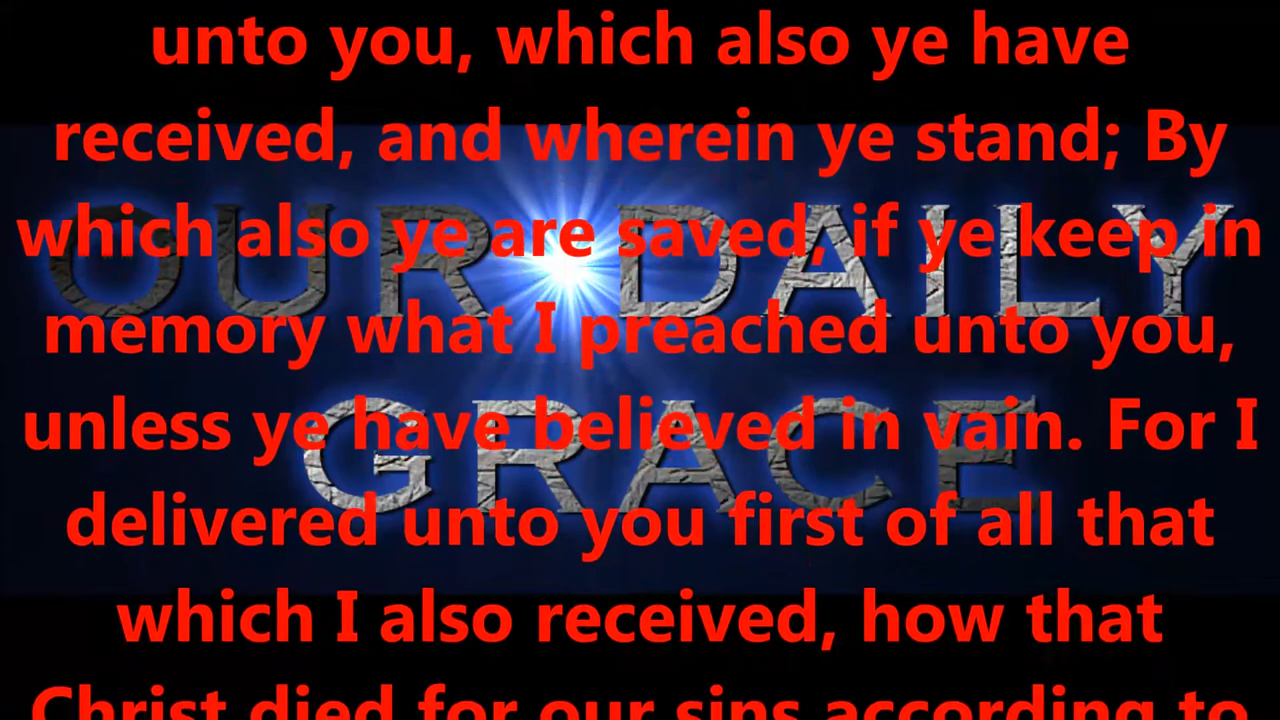 unto you, which also ye have
received, and wherein ye stand; By
which also ye are saved, if ye keep in
memory what I preached unto you,
unless ye have believed in vain. For I
delivered unto you first of all that
which I also received, how that
Christ died for our sins according to
OUR DAILY
GRACE